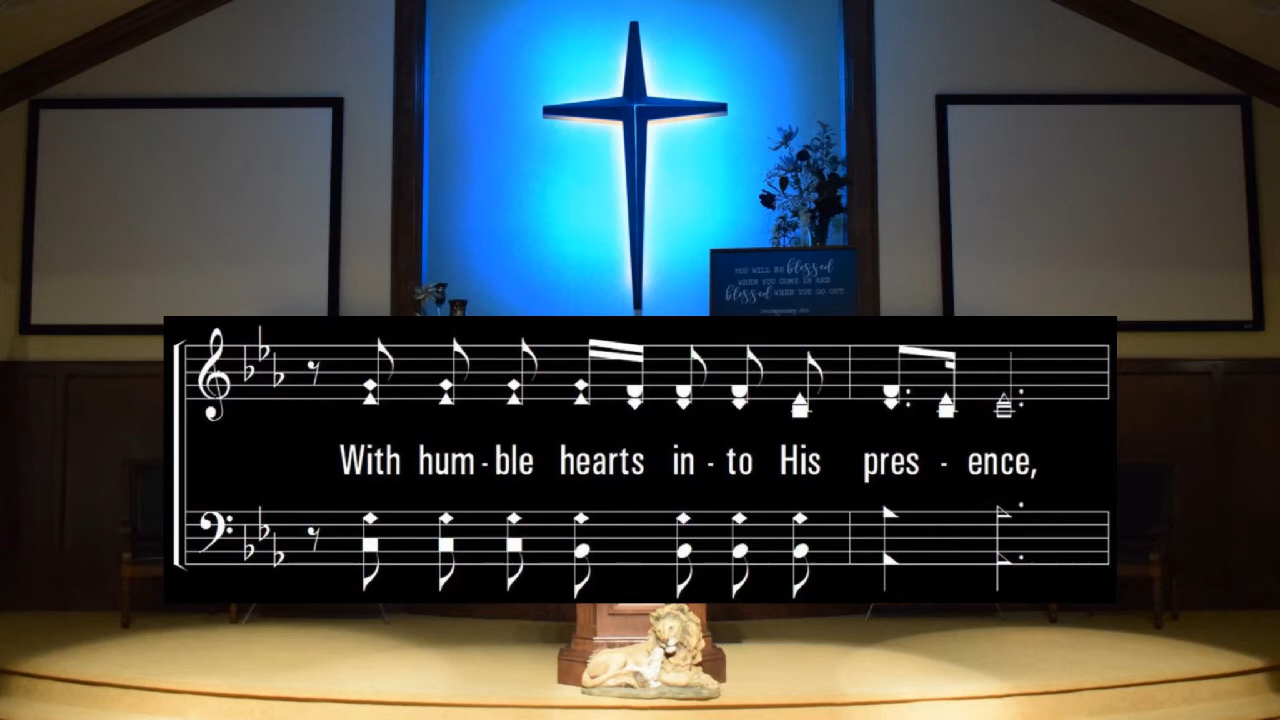 YOU WILL BE blessed
WHEN YOU COME IN AND
blessed WHEN YOU GO OUT
With hum - ble hearts in - to His pres - ence,